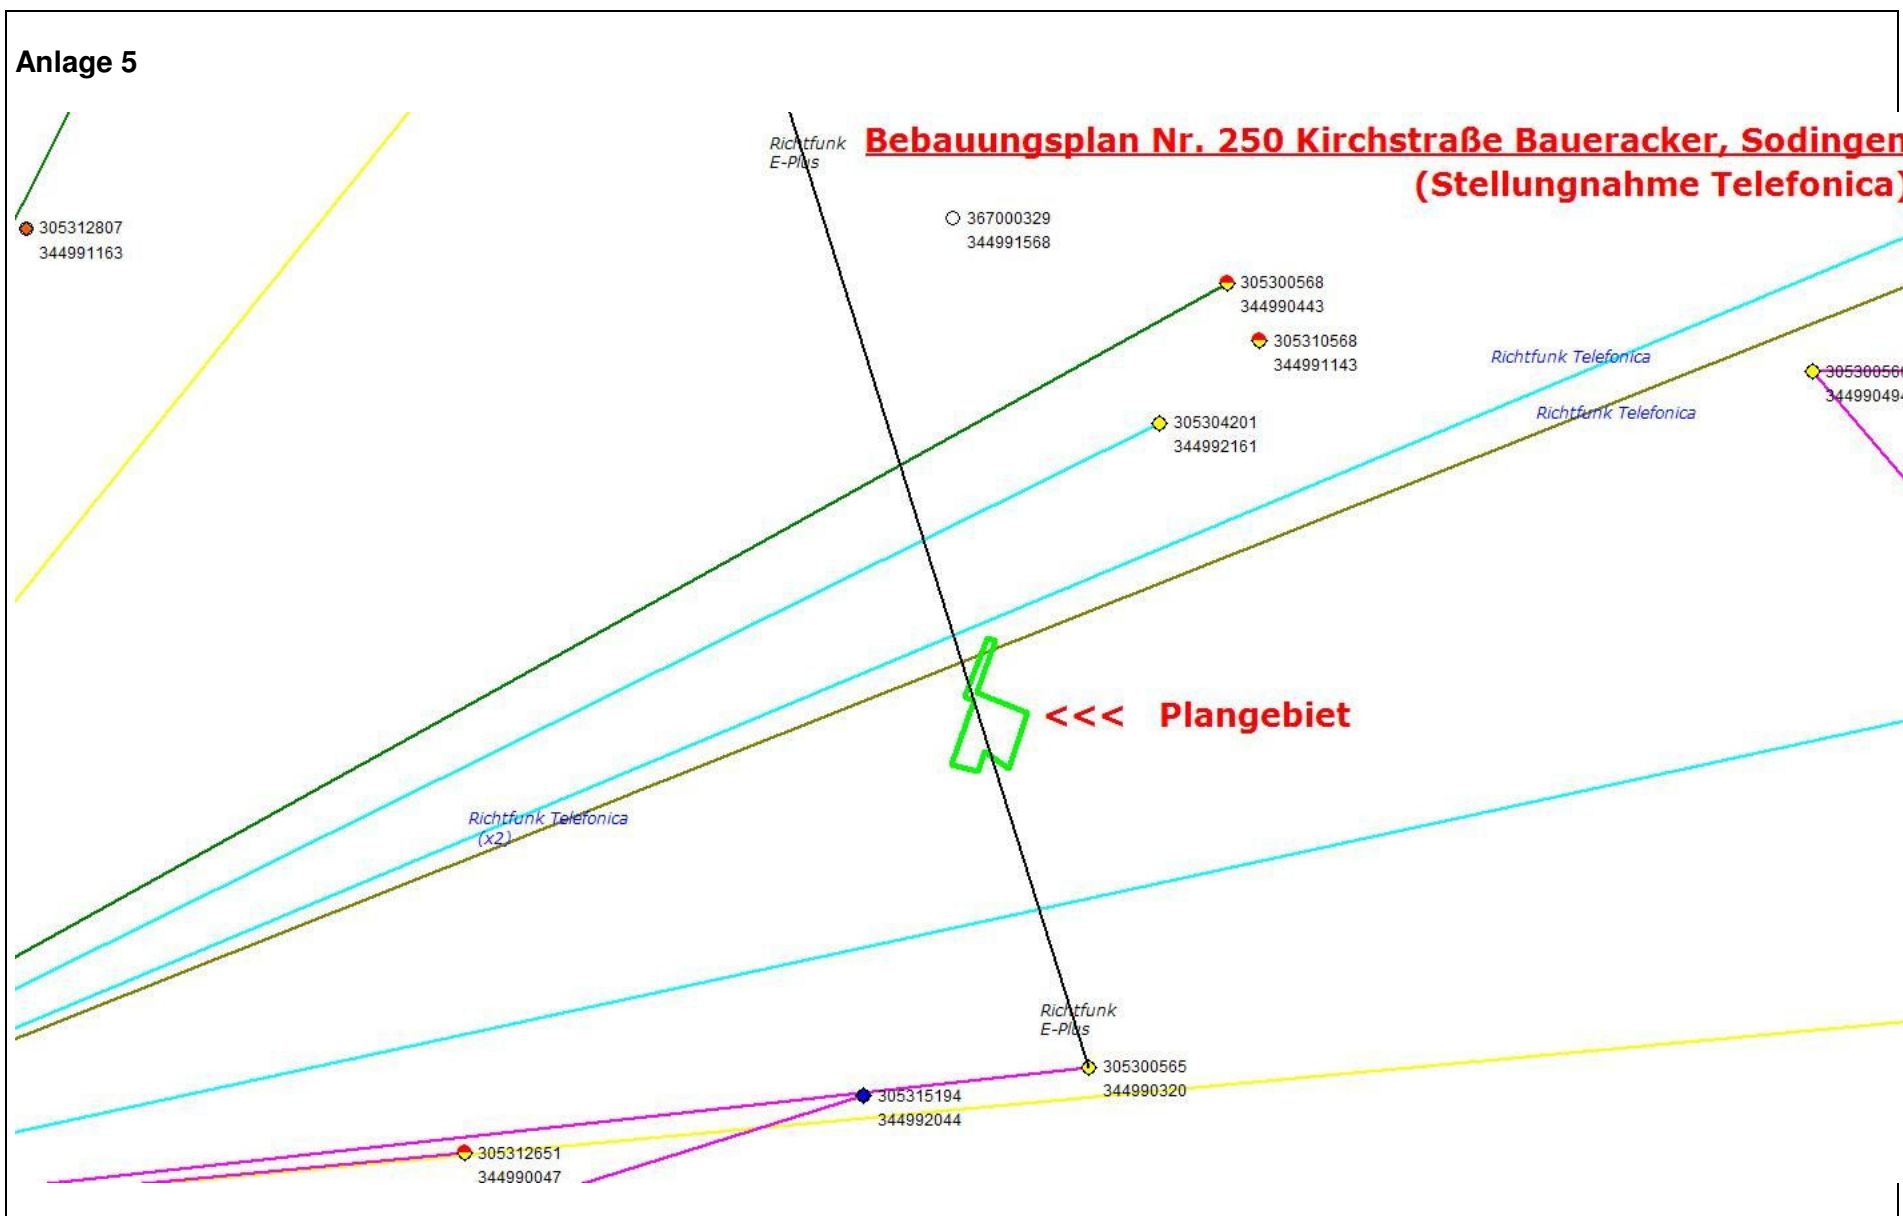 Anlage 5
Richtfunk
E-Plus
Bebauungsplan Nr. 250 Kirchstraße Baueracker, Sodingen
(Stellungnahme Telefonica)
305312807
344991163
367000329
344991568
305300568
344990443
305310568
344991143
Richtfunk Telefonica
Richtfunk Telefonica
344990494
305304201
344992161
<<< Plangebiet
Richtfunk Telefonica
(x2)
Richtfunk
E-Plus
305300565
344990320
305315194
344992044
305312651
344990047